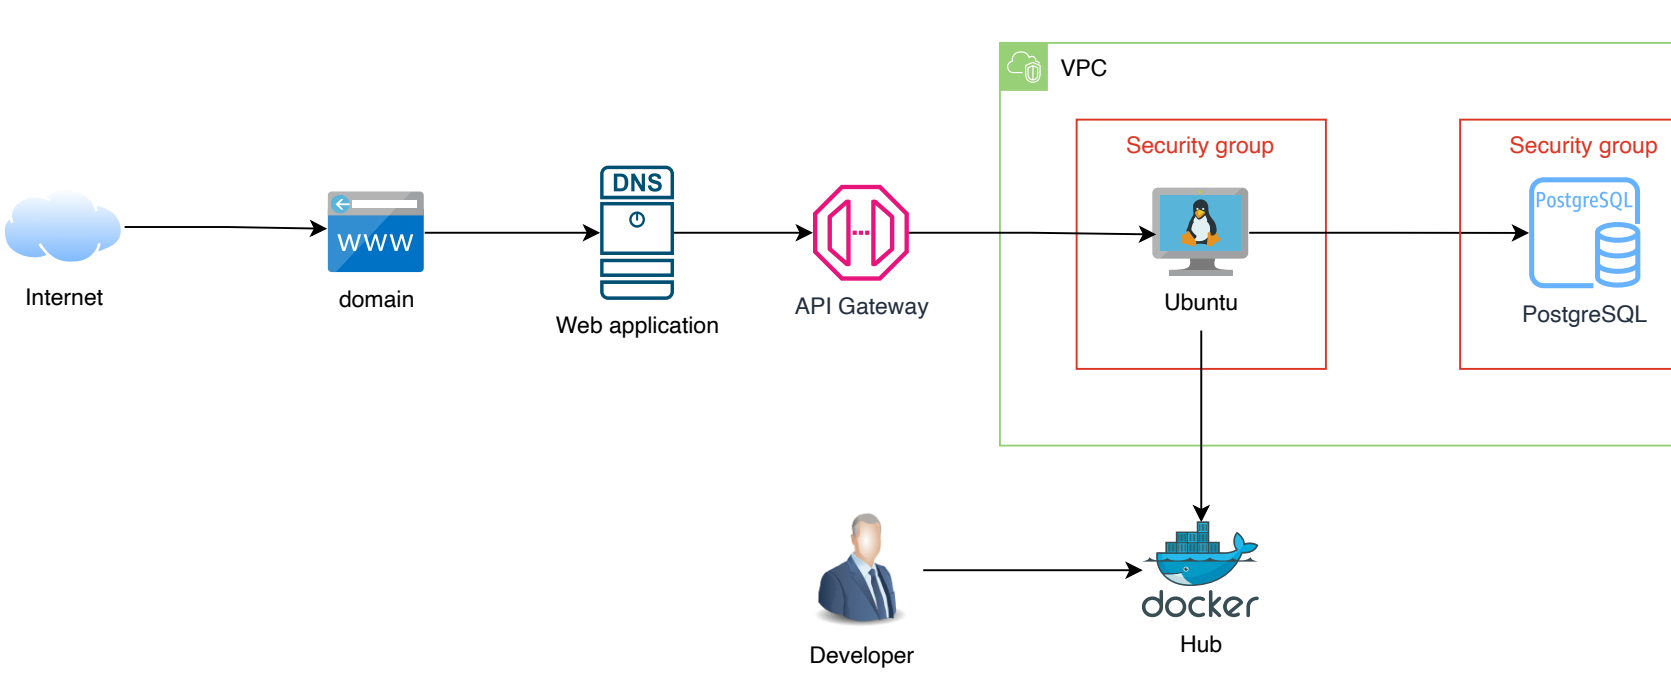 VPC
Security group
Security group
DNS
PostgreSQL
WWW
Internet
domain
Web application
API Gateway
Ubuntu
PostgreSQL
docker
Hub
Developer